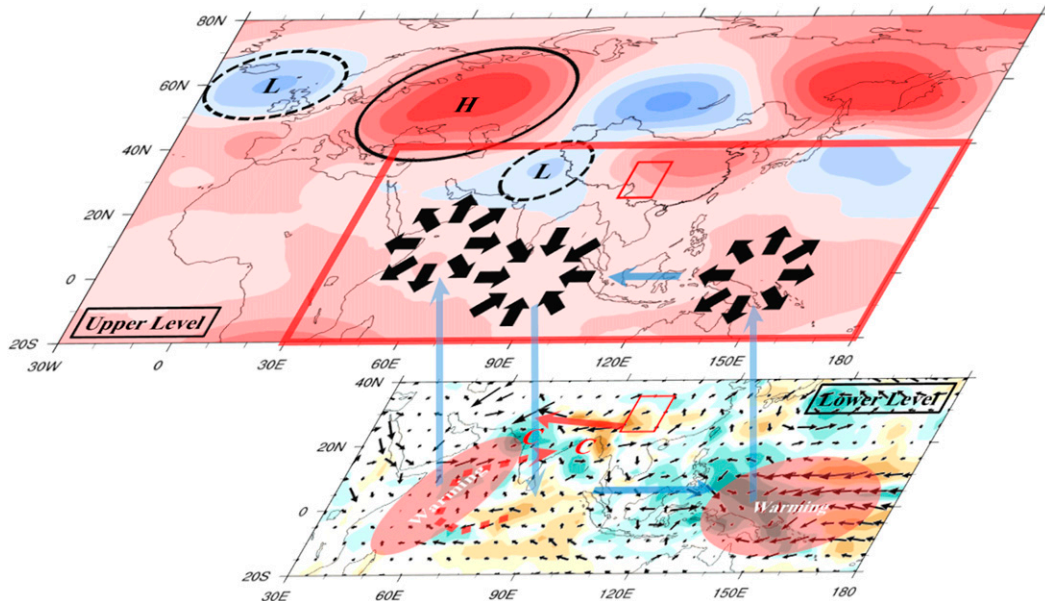 80N
60N
40N
20N
0
20S
30W
0
30E
60E
90E
120E
150E
180
L
H
L
Upper Level
40N
20N
0
20S
30E
60E
90E
120E
150E
180
Lower Level
C
C
Warming
Warming